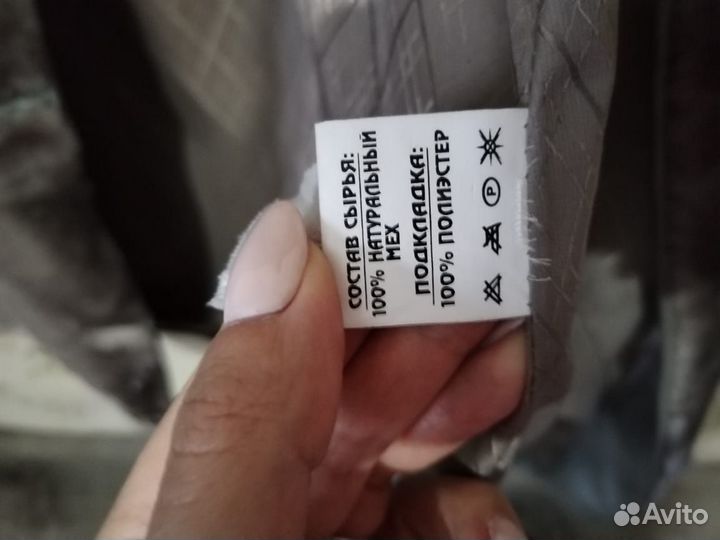 СОСТАВ СЫРЬЯ:
100% НАТУРАЛЬНЫЙ
МЕХ
ПОДКЛАДКА:
100% ПОЛИЭСТЕР
P
Avito